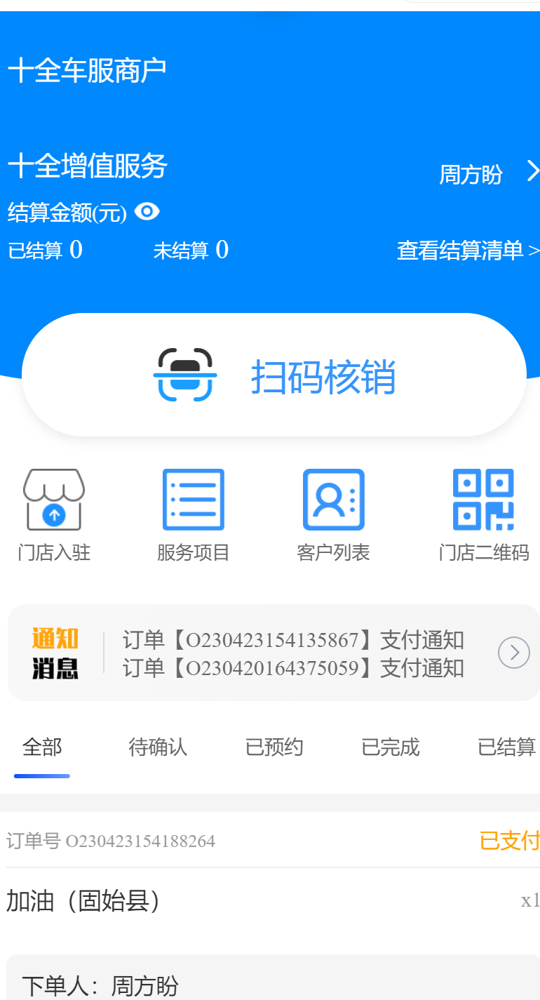 十全车服商户
十全增值服务
周方盼
结算金额(元)
已结算 0 未结算 0 查看结算清单 >
扫码核销
门店入驻 服务项目 客户列表 门店二维码
通知
消息
订单【O230423154135867】支付通知
订单【O230420164375059】支付通知
全部 待确认 已预约 已完成 已结算
订单号 O230423154188264 已支付
加油（固始县） x1
下单人：周方盼